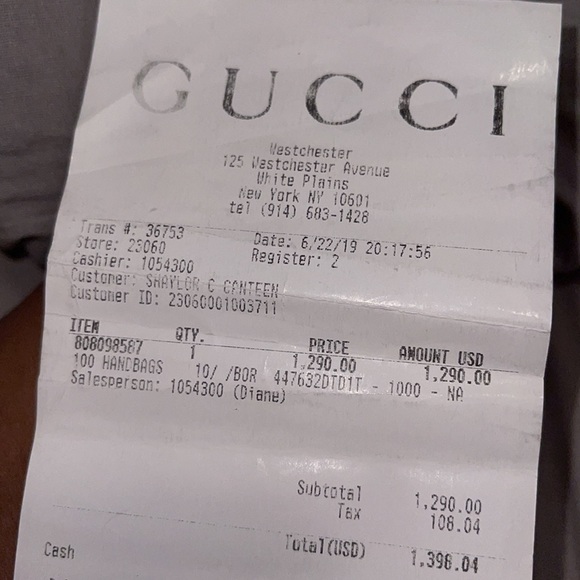 GUCCI
Westchester
125 Westchester Avenue
White Plains
New York NY 10601
tel (914) 683-1428
Trans #: 36753
Date: 6/22/19 20:17:56
Store: 23060
Register: 2
Cashier: 1054300
Customer: SHAYLOR C CANTEEN
Customer ID: 23060001003711
ITEM QTY. PRICE AMOUNT USD
808098587 1 1,290.00 1,290.00
100 HANDBAGS 10/ /BOR 447632DTD1T - 1000 - NA
Salesperson: 1054300 (Diane)
Subtotal 1,290.00
Tax 108.04
Total(USD) 1,398.04
Cash